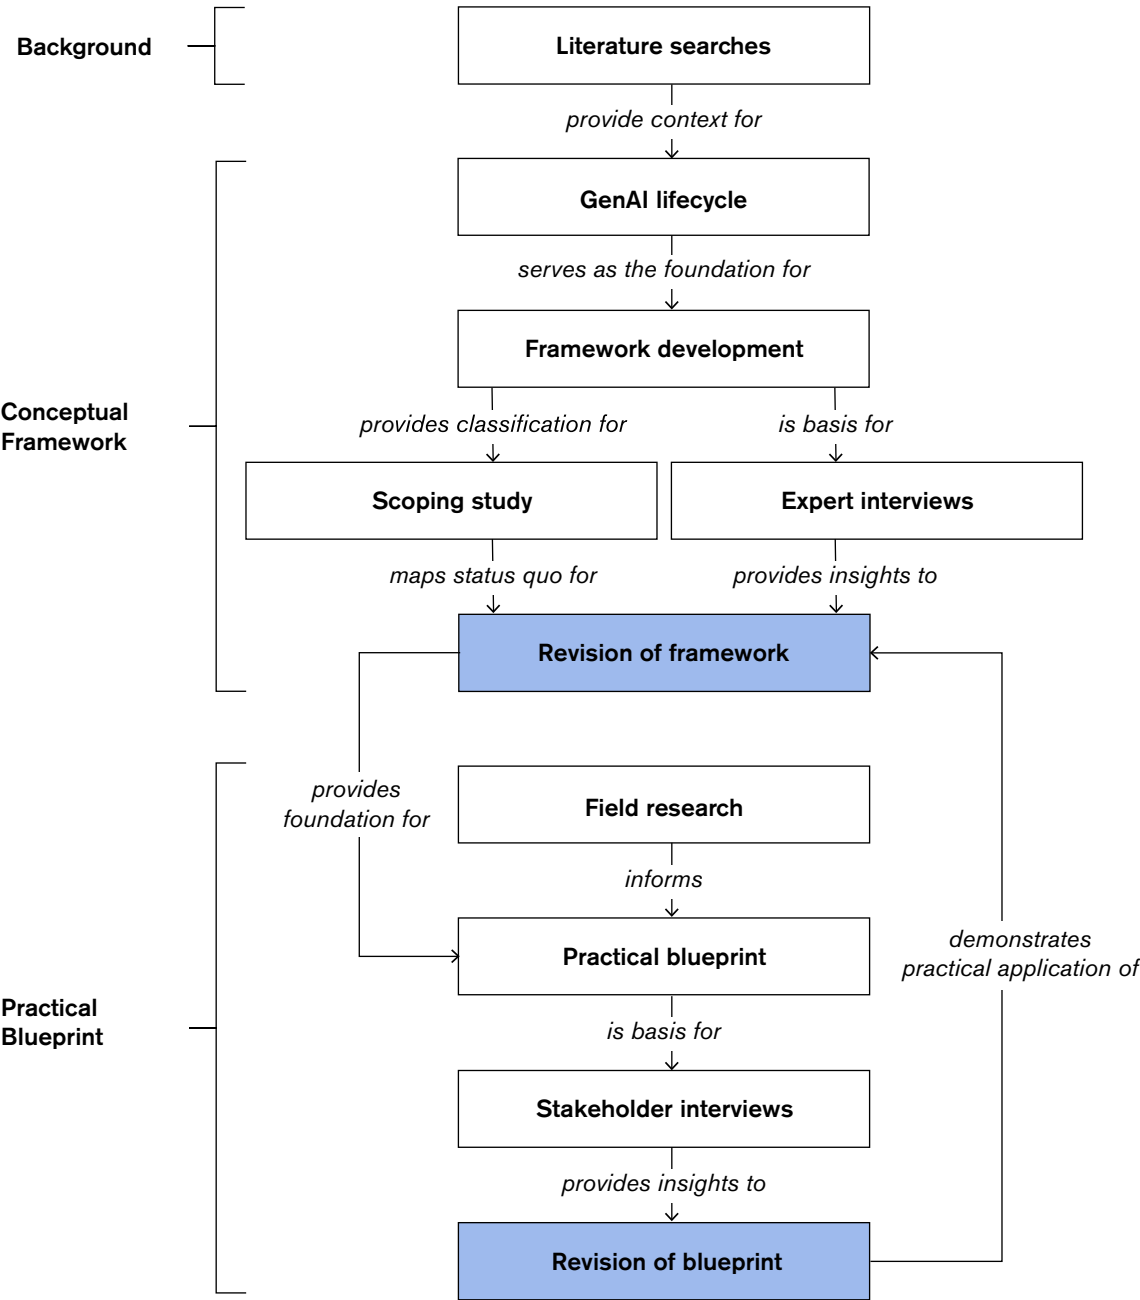 Background
Literature searches
provide context for
GenAI lifecycle
serves as the foundation for
Framework development
Conceptual
Framework
provides classification for
is basis for
Scoping study
Expert interviews
maps status quo for
provides insights to
Revision of framework
provides
foundation for
Field research
informs
Practical blueprint
demonstrates
practical application of
Practical
Blueprint
is basis for
Stakeholder interviews
provides insights to
Revision of blueprint